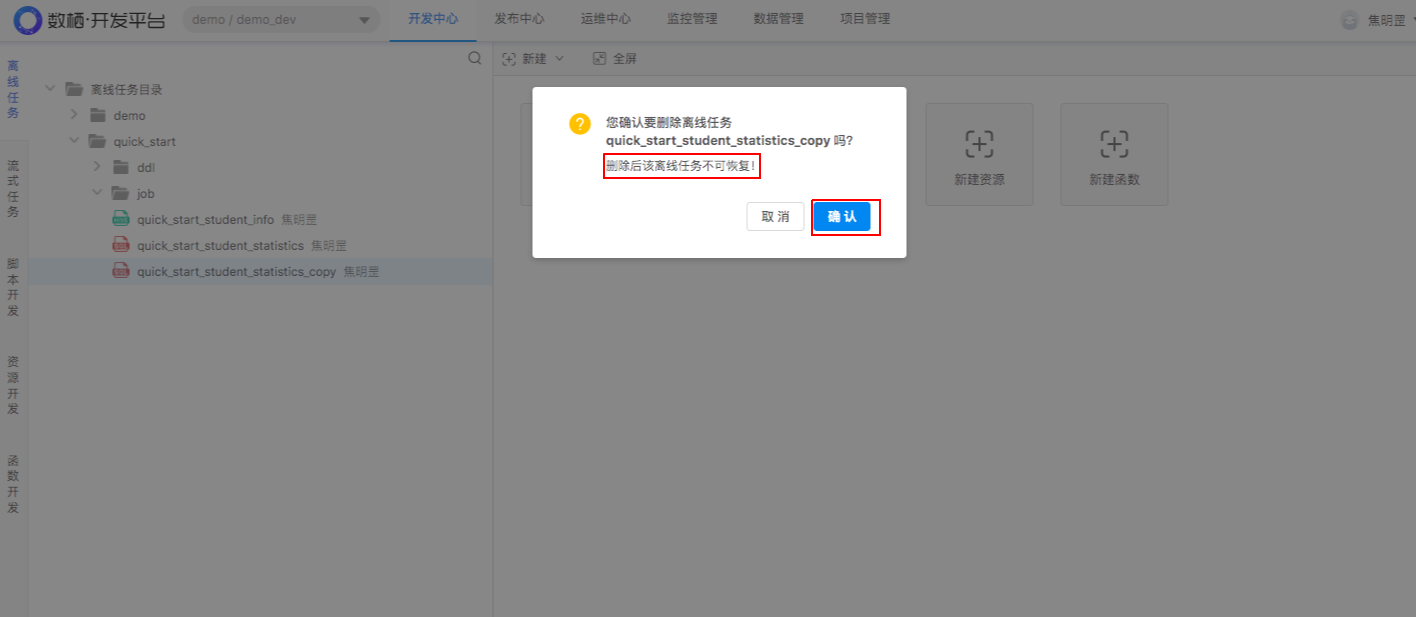 数栖·开发平台
demo / demo_dev
开发中心
发布中心
运维中心
监控管理
数据管理
项目管理
焦明罡
离线任务
流式任务
脚本开发
资源开发
函数开发
离线任务目录
demo
quick_start
ddl
job
quick_start_student_info 焦明罡
quick_start_student_statistics 焦明罡
quick_start_student_statistics_copy 焦明罡
新建
全屏
您确认要删除离线任务
quick_start_student_statistics_copy 吗?
删除后该离线任务不可恢复!
取 消
确 认
新建资源
新建函数